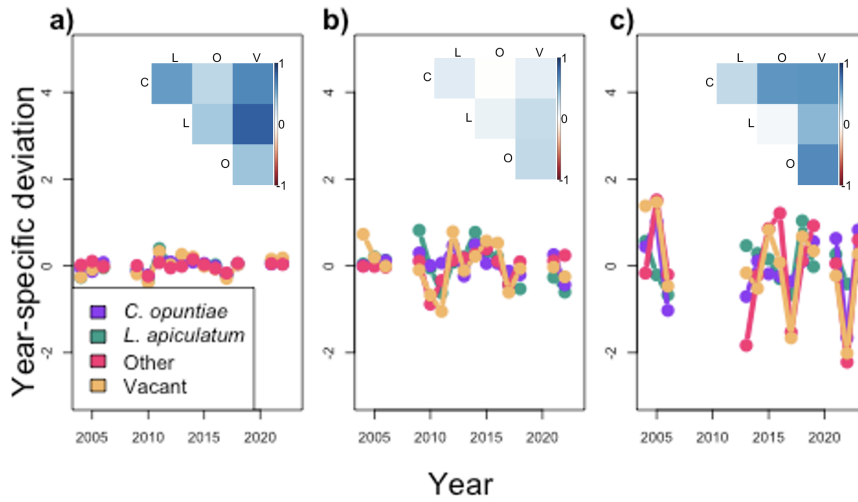 a)
b)
c)
Year-specific deviation
4
2
0
-2
L O V
C
L
O
1
0
-1
C. opuntiae
L. apiculatum
Other
Vacant
2005 2010 2015 2020
4
2
0
-2
L O V
C
L
O
1
0
-1
2005 2010 2015 2020
4
2
0
-2
L O V
C
L
O
1
0
-1
2005 2010 2015 2020
Year